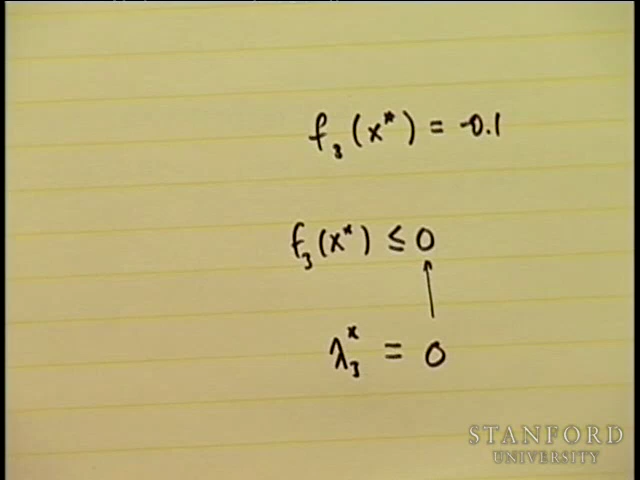 f₃(x*) = -0.1
f₃(x*) ≤ 0
λ₃* = 0
STANFORD
UNIVERSITY